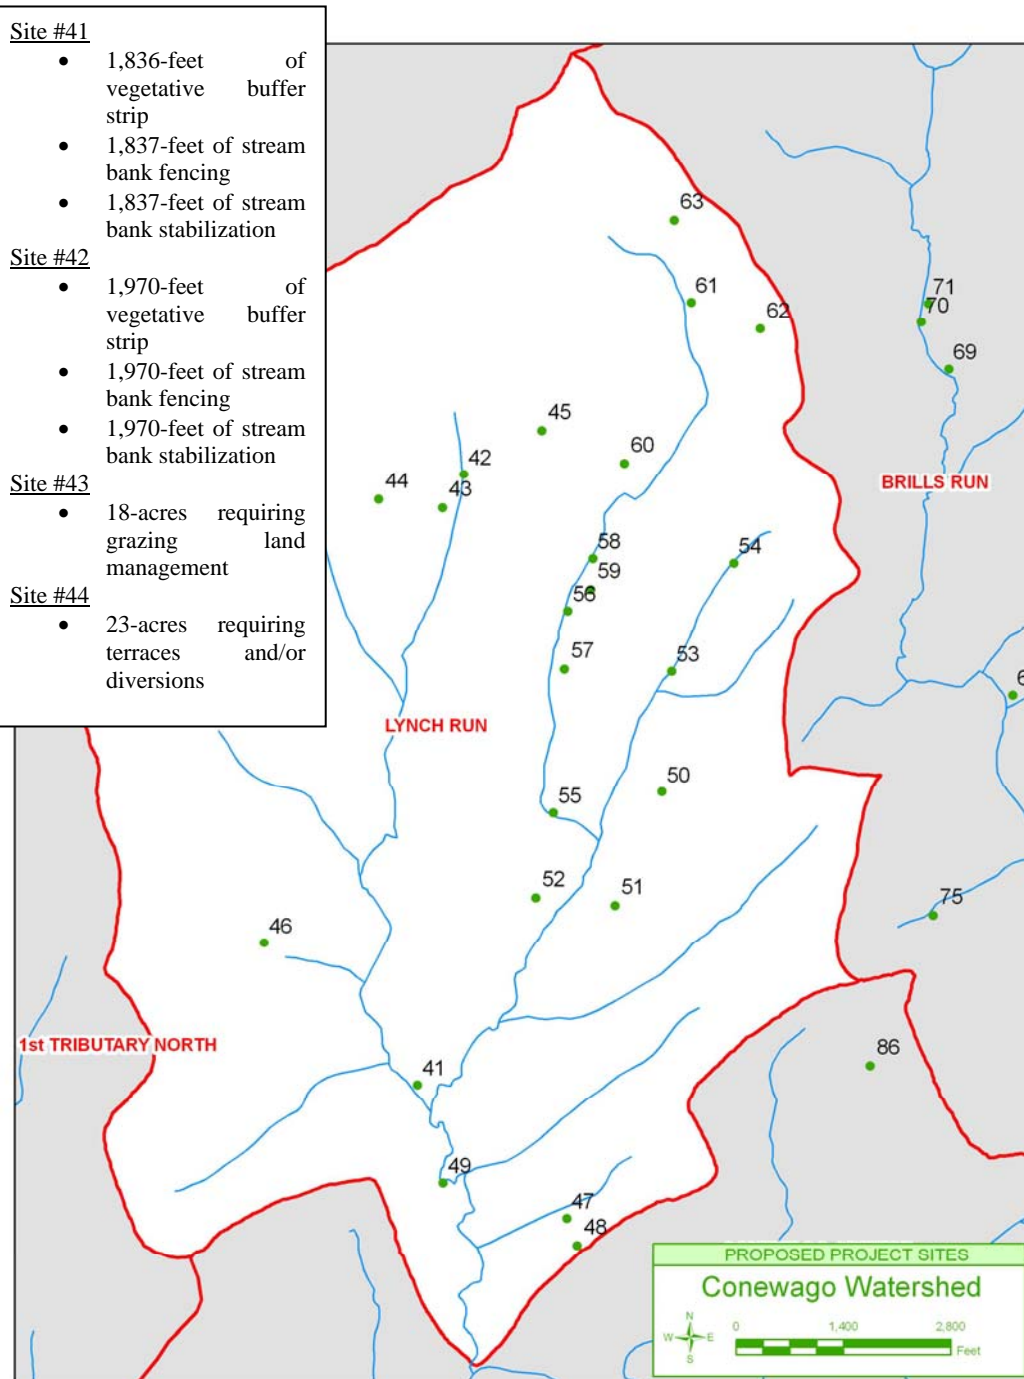 Site #41
• 1,836-feet of
vegetative buffer
strip
• 1,837-feet of stream
bank fencing
• 1,837-feet of stream
bank stabilization
Site #42
• 1,970-feet of
vegetative buffer
strip
• 1,970-feet of stream
bank fencing
• 1,970-feet of stream
bank stabilization
Site #43
• 18-acres requiring
grazing land
management
Site #44
• 23-acres requiring
terraces and/or
diversions
63
61
62
71
70
69
45
60
42
44
43
BRILLS RUN
58
54
59
56
57
53
6
LYNCH RUN
50
55
52
51
75
46
1st TRIBUTARY NORTH
86
41
49
47
48
PROPOSED PROJECT SITES
Conewago Watershed
N
W E
S
0 1,400 2,800
Feet